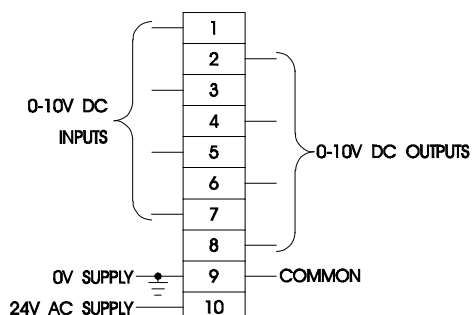 1
2
3
0-10V DC
INPUTS
4
5
0-10V DC OUTPUTS
6
7
8
0V SUPPLY
9
COMMON
24V AC SUPPLY
10